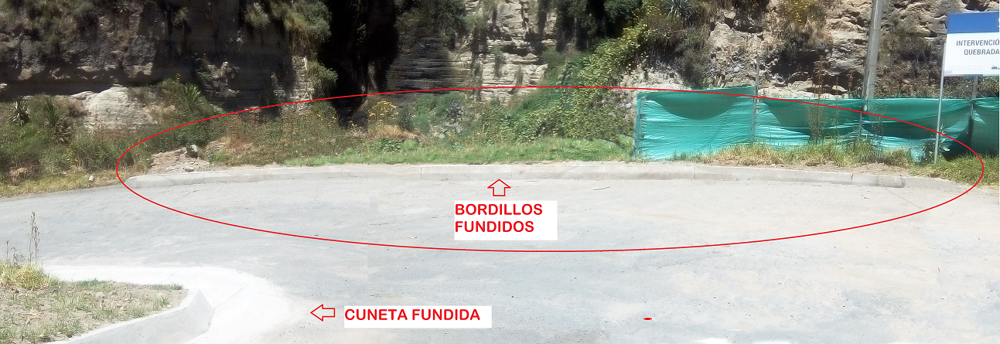 INTERVENCIÓ
QUEBRADA
BORDILLOS
FUNDIDOS
CUNETA FUNDIDA